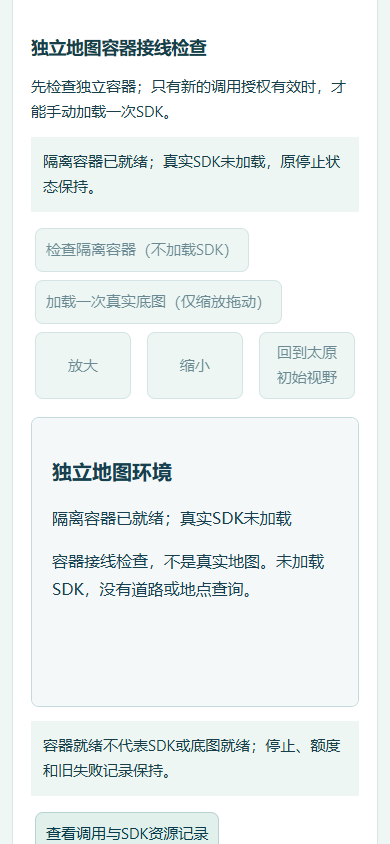 独立地图容器接线检查
先检查独立容器；只有新的调用授权有效时，才
能手动加载一次SDK。
隔离容器已就绪；真实SDK未加载，原停止状
态保持。
检查隔离容器（不加载SDK）
加载一次真实底图（仅缩放拖动）
放大
缩小
回到太原
初始视野
独立地图环境
隔离容器已就绪；真实SDK未加载
容器接线检查，不是真实地图。未加载
SDK，没有道路或地点查询。
容器就绪不代表SDK或底图就绪；停止、额度
和旧失败记录保持。
查看调用与SDK资源记录